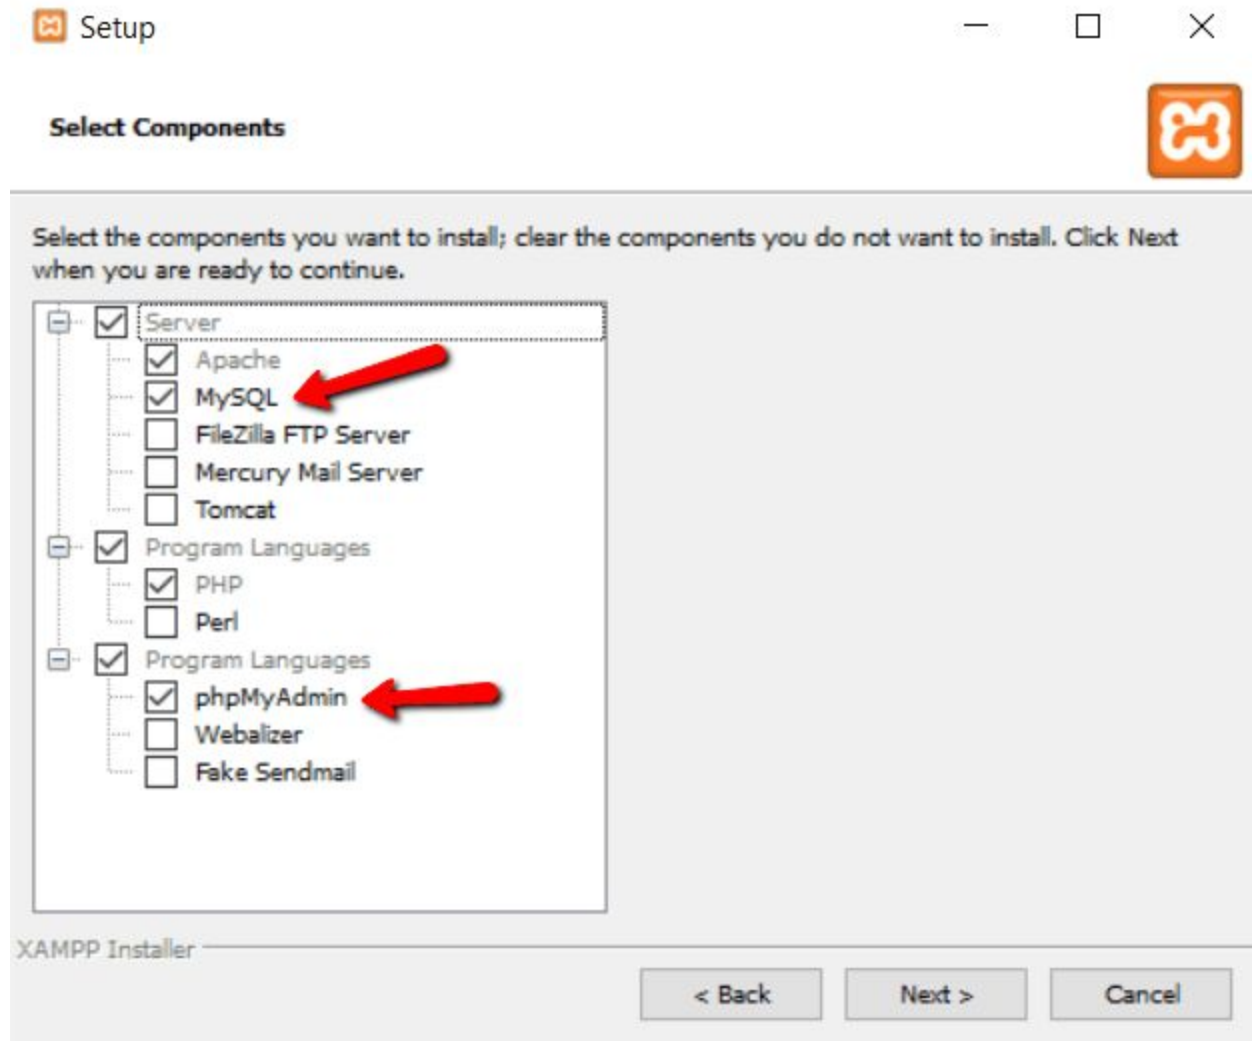 Setup
Select Components
Select the components you want to install; clear the components you do not want to install. Click Next
when you are ready to continue.
Server
Apache
MySQL
FileZilla FTP Server
Mercury Mail Server
Tomcat
Program Languages
PHP
Perl
Program Languages
phpMyAdmin
Webalizer
Fake Sendmail
XAMPP Installer
< Back
Next >
Cancel